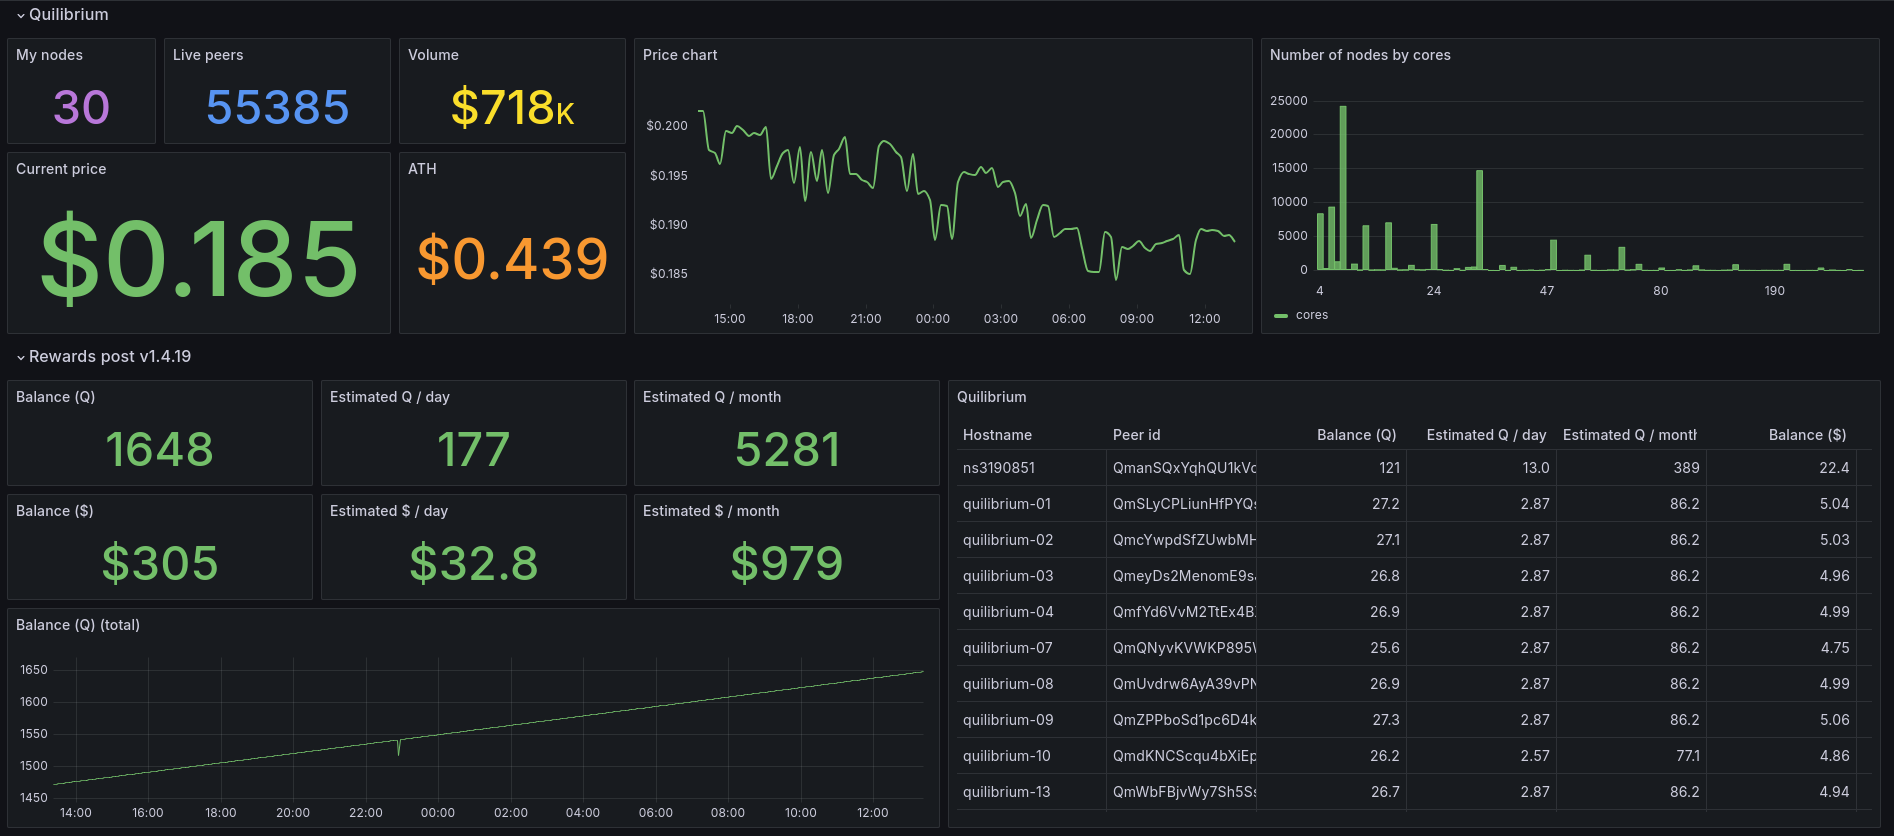 Quilibrium
My nodes
30
Live peers
55385
Volume
$718K
Current price
$0.185
ATH
$0.439
Price chart
$0.200
$0.195
$0.190
$0.185
15:00 18:00 21:00 00:00 03:00 06:00 09:00 12:00
Number of nodes by cores
25000
20000
15000
10000
5000
0
4 24 47 80 190
cores
Rewards post v1.4.19
Balance (Q)
1648
Estimated Q / day
177
Estimated Q / month
5281
Balance ($)
$305
Estimated $ / day
$32.8
Estimated $ / month
$979
Balance (Q) (total)
1650
1600
1550
1500
1450
14:00 16:00 18:00 20:00 22:00 00:00 02:00 04:00 06:00 08:00 10:00 12:00
Quilibrium
Hostname Peer id Balance (Q) Estimated Q / day Estimated Q / month Balance ($)
ns3190851 QmanSQxYqhQU1kVc 121 13.0 389 22.4
quilibrium-01 QmSLyCPLiunHfPYQs 27.2 2.87 86.2 5.04
quilibrium-02 QmcYwpdSfZUwbMH 27.1 2.87 86.2 5.03
quilibrium-03 QmeyDs2MenomE9sa 26.8 2.87 86.2 4.96
quilibrium-04 QmfYd6VvM2TtEx4B 26.9 2.87 86.2 4.99
quilibrium-07 QmQNyvKVWKP895W 25.6 2.87 86.2 4.75
quilibrium-08 QmUvdrw6AyA39vPN 26.9 2.87 86.2 4.99
quilibrium-09 QmZPPboSd1pc6D4k 27.3 2.87 86.2 5.06
quilibrium-10 QmdKNCScqu4bXiEp 26.2 2.57 77.1 4.86
quilibrium-13 QmWbFBjvWy7Sh5Ss 26.7 2.87 86.2 4.94